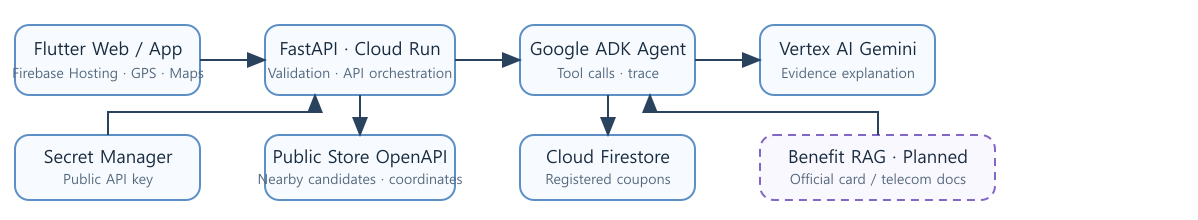 Flutter Web / App
Firebase Hosting · GPS · Maps
FastAPI · Cloud Run
Validation · API orchestration
Google ADK Agent
Tool calls · trace
Vertex AI Gemini
Evidence explanation
Secret Manager
Public API key
Public Store OpenAPI
Nearby candidates · coordinates
Cloud Firestore
Registered coupons
Benefit RAG · Planned
Official card / telecom docs